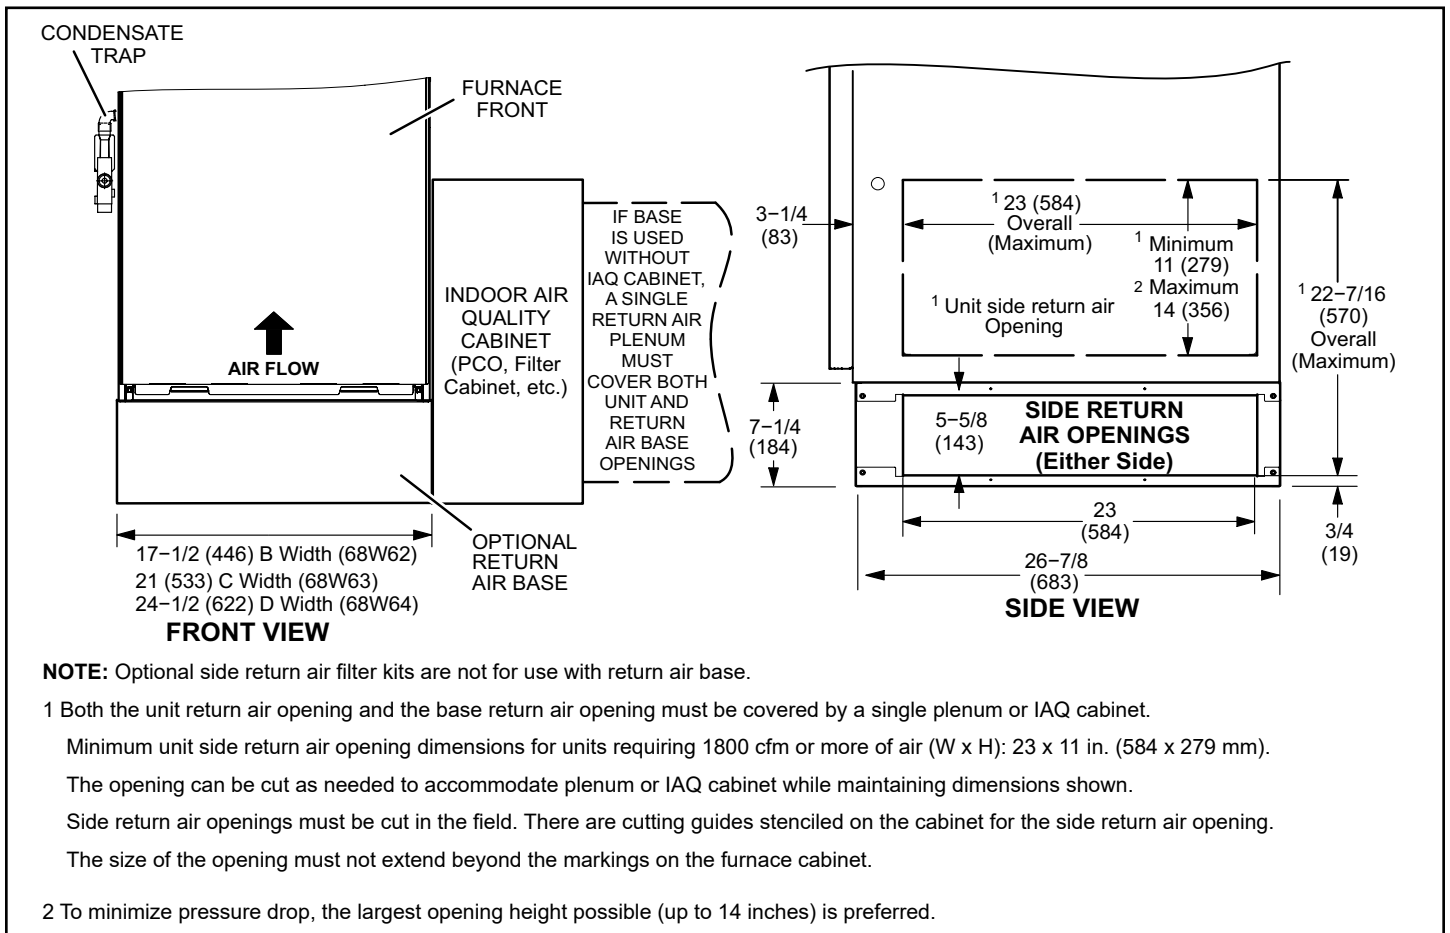 CONDENSATE
TRAP
FURNACE
FRONT
AIR FLOW
INDOOR AIR
QUALITY
CABINET
(PCO, Filter
Cabinet, etc.)
IF BASE
IS USED
WITHOUT
IAQ CABINET,
A SINGLE
RETURN AIR
PLENUM
MUST
COVER BOTH
UNIT AND
RETURN
AIR BASE
OPENINGS
OPTIONAL
RETURN
AIR BASE
17−1/2 (446) B Width (68W62)
21 (533) C Width (68W63)
24−1/2 (622) D Width (68W64)
FRONT VIEW
3−1/4
(83)
1 23 (584)
Overall
(Maximum)
1 Minimum
11 (279)
2 Maximum
14 (356)
1 Unit side return air
Opening
1 22−7/16
(570)
Overall
(Maximum)
7−1/4
(184)
5−5/8
(143)
SIDE RETURN
AIR OPENINGS
(Either Side)
23
(584)
3/4
(19)
26−7/8
(683)
SIDE VIEW
NOTE: Optional side return air filter kits are not for use with return air base.
1 Both the unit return air opening and the base return air opening must be covered by a single plenum or IAQ cabinet.
Minimum unit side return air opening dimensions for units requiring 1800 cfm or more of air (W x H): 23 x 11 in. (584 x 279 mm).
The opening can be cut as needed to accommodate plenum or IAQ cabinet while maintaining dimensions shown.
Side return air openings must be cut in the field. There are cutting guides stenciled on the cabinet for the side return air opening.
The size of the opening must not extend beyond the markings on the furnace cabinet.
2 To minimize pressure drop, the largest opening height possible (up to 14 inches) is preferred.